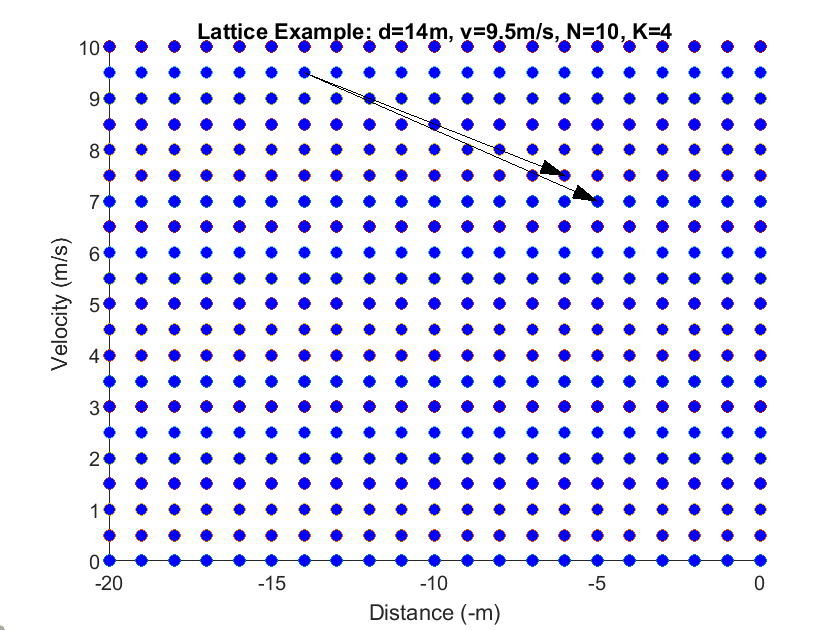 Lattice Example: d=14m, v=9.5m/s, N=10, K=4
10
9
8
7
6
5
4
3
2
1
0
Velocity (m/s)
-20 -15 -10 -5 0
Distance (-m)